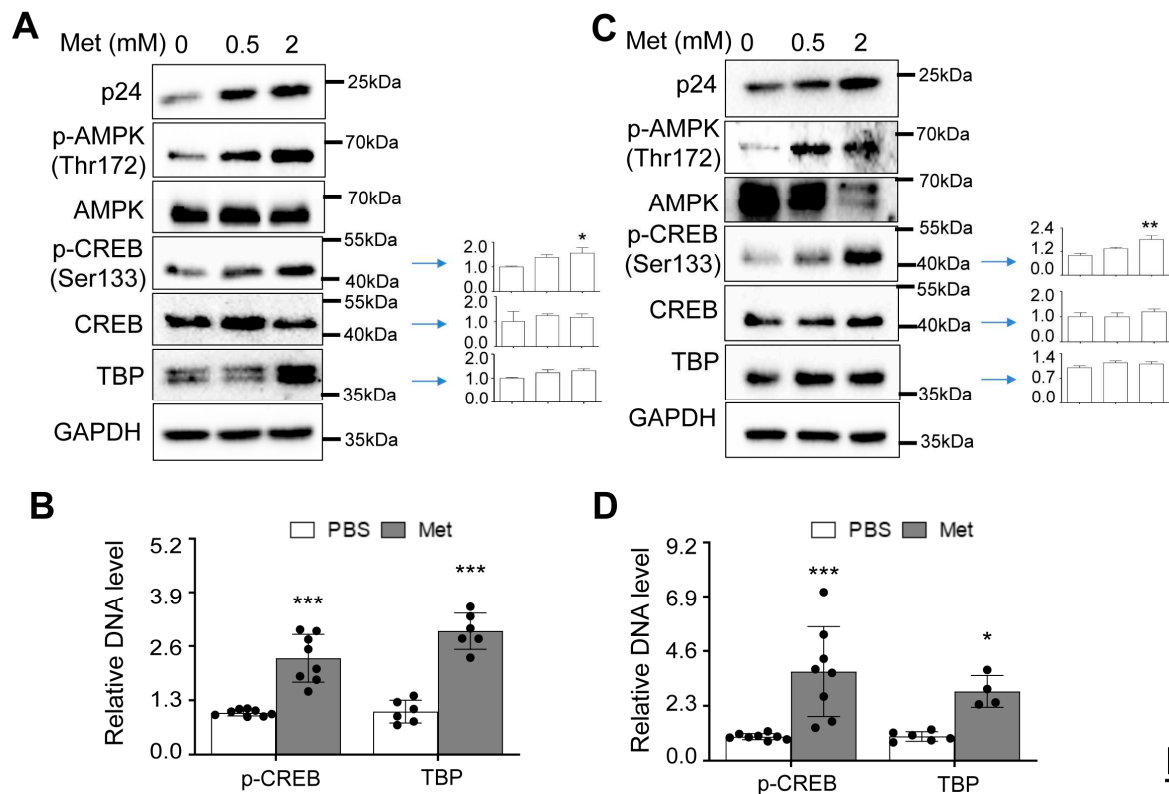 A
Met (mM) 0 0.5 2
p24
25kDa
p-AMPK
(Thr172)
70kDa
AMPK
70kDa
p-CREB
(Ser133)
55kDa
40kDa
2.0
1.0
0.0
*
CREB
55kDa
40kDa
2.0
1.0
0.0
TBP
35kDa
2.0
1.0
0.0
GAPDH
35kDa
C
Met (mM) 0 0.5 2
p24
25kDa
p-AMPK
(Thr172)
70kDa
AMPK
70kDa
p-CREB
(Ser133)
55kDa
40kDa
2.4
1.2
0.0
**
CREB
55kDa
40kDa
2.0
1.0
0.0
TBP
35kDa
1.4
0.7
0.0
GAPDH
35kDa
B
PBS Met
Relative DNA level
5.2
3.9
2.6
1.3
0.0
***
***
p-CREB TBP
D
PBS Met
Relative DNA level
9.2
6.9
4.6
2.3
0.0
***
*
p-CREB TBP